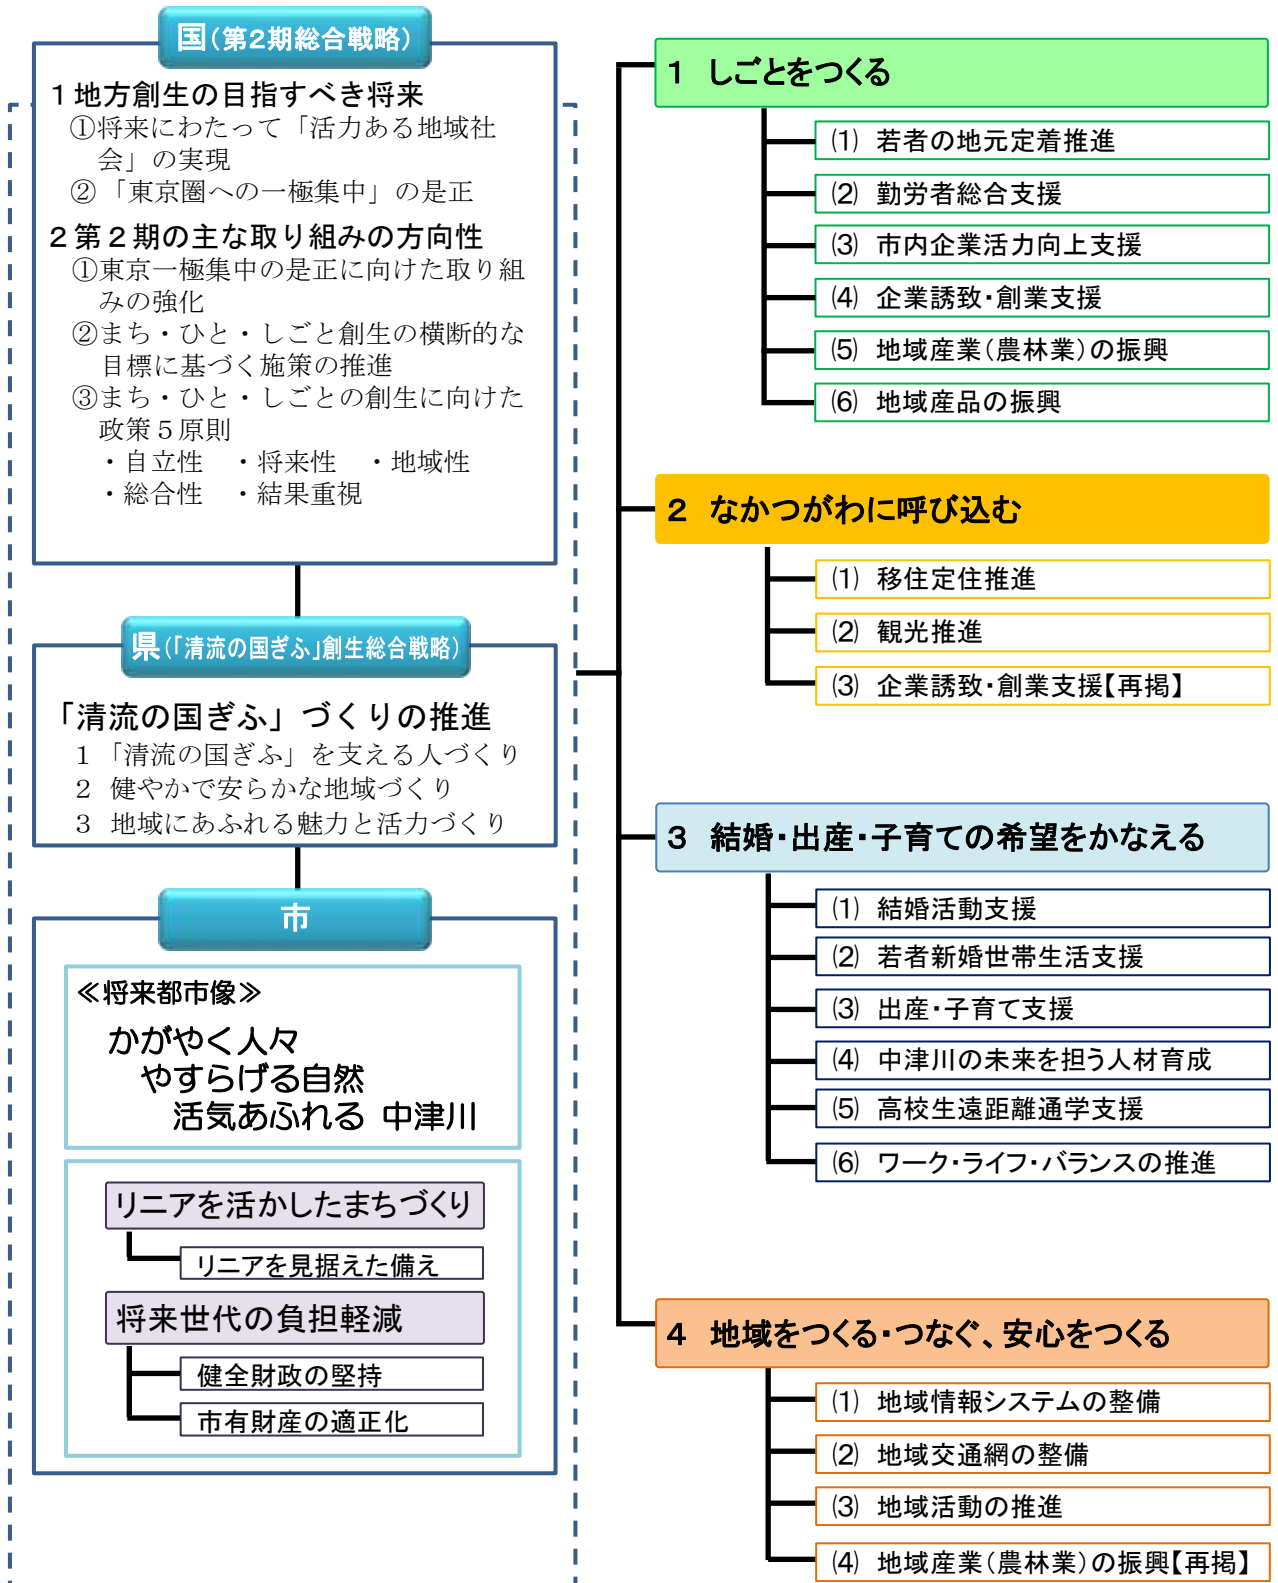 国(第2期総合戦略)
1 地方創生の目指すべき将来
①将来にわたって「活力ある地域社
会」の実現
②「東京圏への一極集中」の是正
2 第2期の主な取り組みの方向性
①東京一極集中の是正に向けた取り組
みの強化
②まち・ひと・しごと創生の横断的な
目標に基づく施策の推進
③まち・ひと・しごとの創生に向けた
政策5原則
・自立性 ・将来性 ・地域性
・総合性 ・結果重視
県(「清流の国ぎふ」創生総合戦略)
「清流の国ぎふ」づくりの推進
1 「清流の国ぎふ」を支える人づくり
2 健やかで安らかな地域づくり
3 地域にあふれる魅力と活力づくり
市
≪将来都市像≫
かがやく人々
やすらげる自然
活気あふれる 中津川
リニアを活かしたまちづくり
リニアを見据えた備え
将来世代の負担軽減
健全財政の堅持
市有財産の適正化
1 しごとをつくる
⑴ 若者の地元定着推進
⑵ 勤労者総合支援
⑶ 市内企業活力向上支援
⑷ 企業誘致・創業支援
⑸ 地域産業(農林業)の振興
⑹ 地域産品の振興
2 なかつがわに呼び込む
⑴ 移住定住推進
⑵ 観光推進
⑶ 企業誘致・創業支援【再掲】
3 結婚・出産・子育ての希望をかなえる
⑴ 結婚活動支援
⑵ 若者新婚世帯生活支援
⑶ 出産・子育て支援
⑷ 中津川の未来を担う人材育成
⑸ 高校生遠距離通学支援
⑹ ワーク・ライフ・バランスの推進
4 地域をつくる・つなぐ、安心をつくる
⑴ 地域情報システムの整備
⑵ 地域交通網の整備
⑶ 地域活動の推進
⑷ 地域産業(農林業)の振興【再掲】